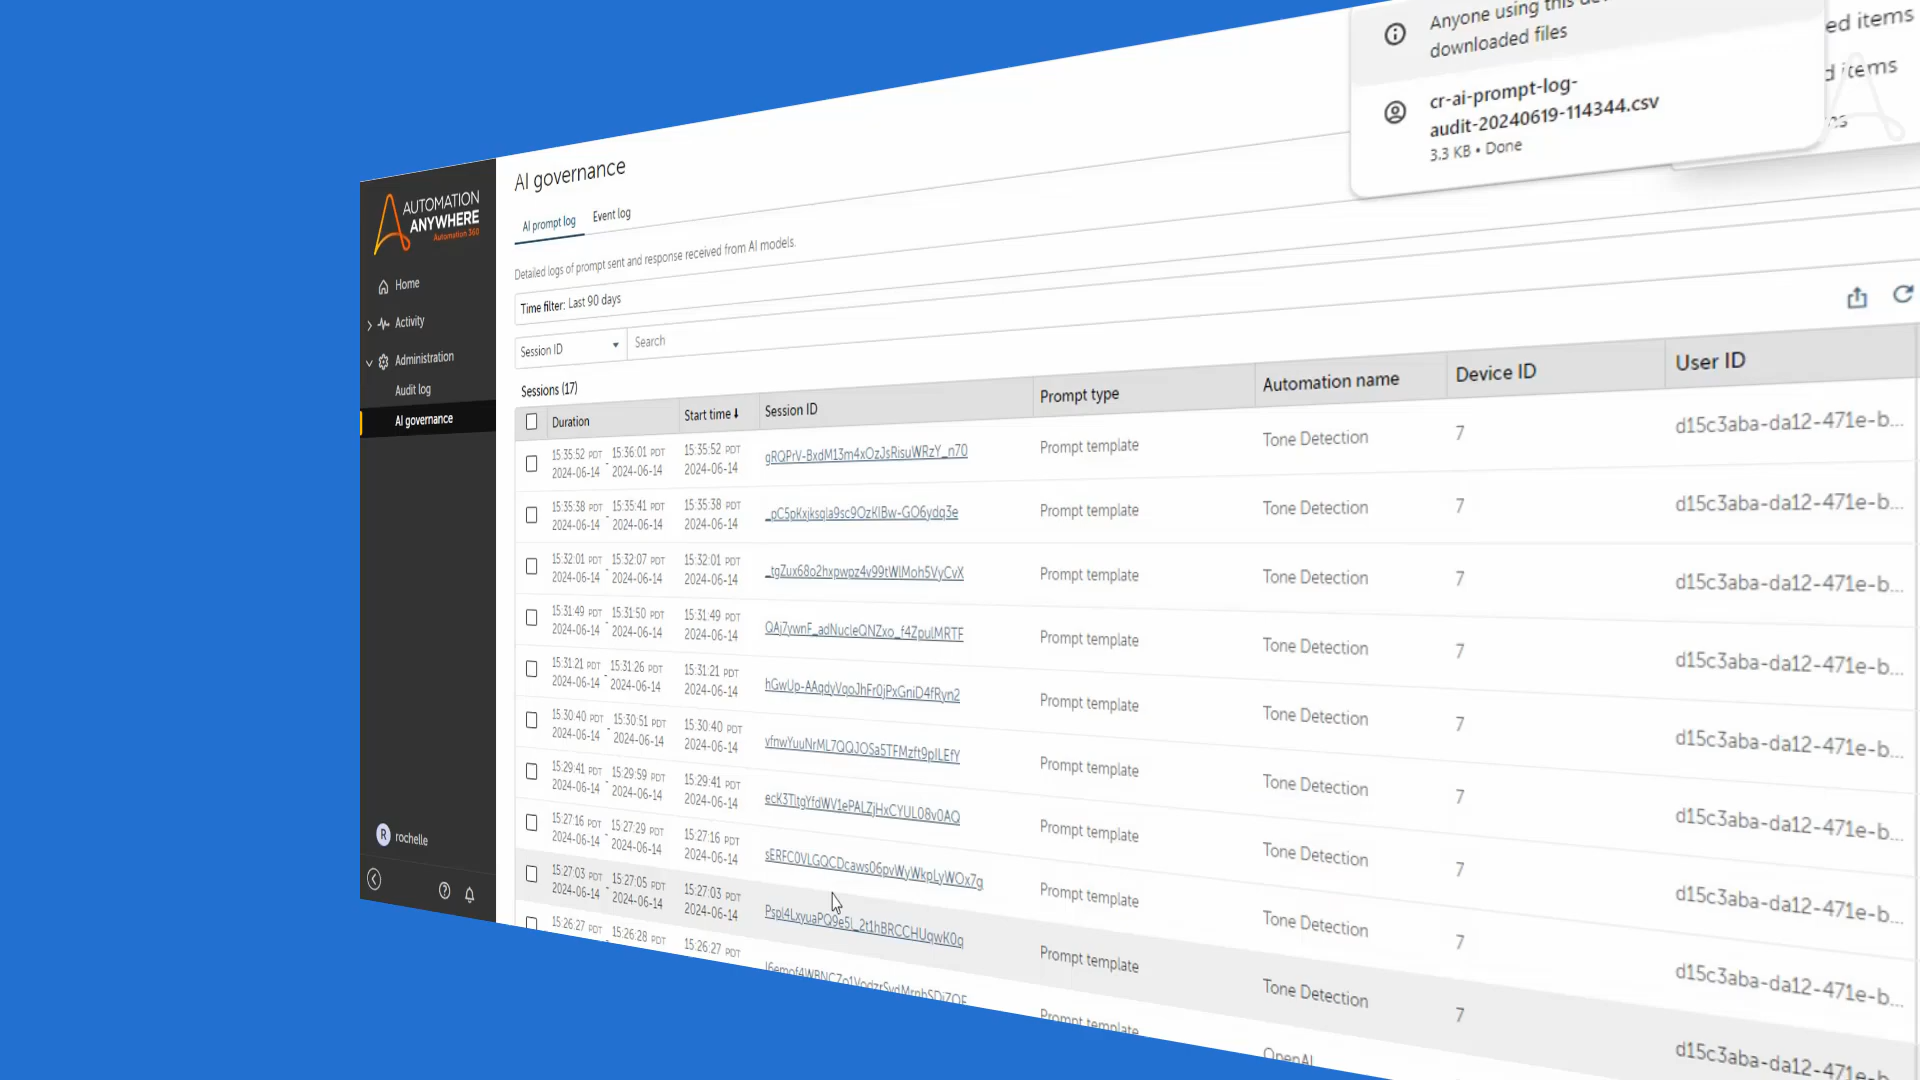 Anyone using this
downloaded files
cr-ai-prompt-log-
audit-20240619-114344.csv
3.3 KB • Done
ed items
d items
AUTOMATION
ANYWHERE
Automation 360
Home
Activity
Administration
Audit log
AI governance
R rochelle
AI governance
AI prompt log Event log
Detailed logs of prompt sent and response received from AI models.
Time filter: Last 90 days
Session ID Search
Sessions (17)
Duration Start time Session ID Prompt type Automation name Device ID User ID
15:35:52 PDT - 15:36:01 PDT 15:35:52 PDT gRQPrV-BxdM13m4xOzJsRisuWRzY_n70 Prompt template Tone Detection 7 d15c3aba-da12-471e-b...
2024-06-14 2024-06-14 2024-06-14
15:35:38 PDT - 15:35:41 PDT 15:35:38 PDT _pC5pKxjksqla9sc9OzKIBw-GO6ydq3e Prompt template Tone Detection 7 d15c3aba-da12-471e-b...
2024-06-14 2024-06-14 2024-06-14
15:32:01 PDT - 15:32:07 PDT 15:32:01 PDT _tgZux68o2hxpwpz4v99tWlMoh5VyCvX Prompt template Tone Detection 7 d15c3aba-da12-471e-b...
2024-06-14 2024-06-14 2024-06-14
15:31:49 PDT - 15:31:50 PDT 15:31:49 PDT QAj7ywnF_adNucleQNZxo_f4ZpulMRTF Prompt template Tone Detection 7 d15c3aba-da12-471e-b...
2024-06-14 2024-06-14 2024-06-14
15:31:21 PDT - 15:31:26 PDT 15:31:21 PDT hGwUp-AAqdyVqoJhFr0jPxGniD4fRyn2 Prompt template Tone Detection 7 d15c3aba-da12-471e-b...
2024-06-14 2024-06-14 2024-06-14
15:30:40 PDT - 15:30:51 PDT 15:30:40 PDT vfnwYuuNrML7QQJOSa5TFMzft9pILEfY Prompt template Tone Detection 7 d15c3aba-da12-471e-b...
2024-06-14 2024-06-14 2024-06-14
15:29:41 PDT - 15:29:59 PDT 15:29:41 PDT ecK3TltgYfdWV1ePALZjHxCYUL08v0AQ Prompt template Tone Detection 7 d15c3aba-da12-471e-b...
2024-06-14 2024-06-14 2024-06-14
15:27:16 PDT - 15:27:29 PDT 15:27:16 PDT sERFC0VLGQCDcaws06pvWyWkpLyWOx7g Prompt template Tone Detection 7 d15c3aba-da12-471e-b...
2024-06-14 2024-06-14 2024-06-14
15:27:03 PDT - 15:27:05 PDT 15:27:03 PDT Pspl4LxyuaPQ9e5l_2t1hBRCCHUqwK0q Prompt template Tone Detection 7 d15c3aba-da12-471e-b...
2024-06-14 2024-06-14 2024-06-14
15:26:27 PDT 15:26:28 PDT 15:26:27 PDT Prompt template OpenAI